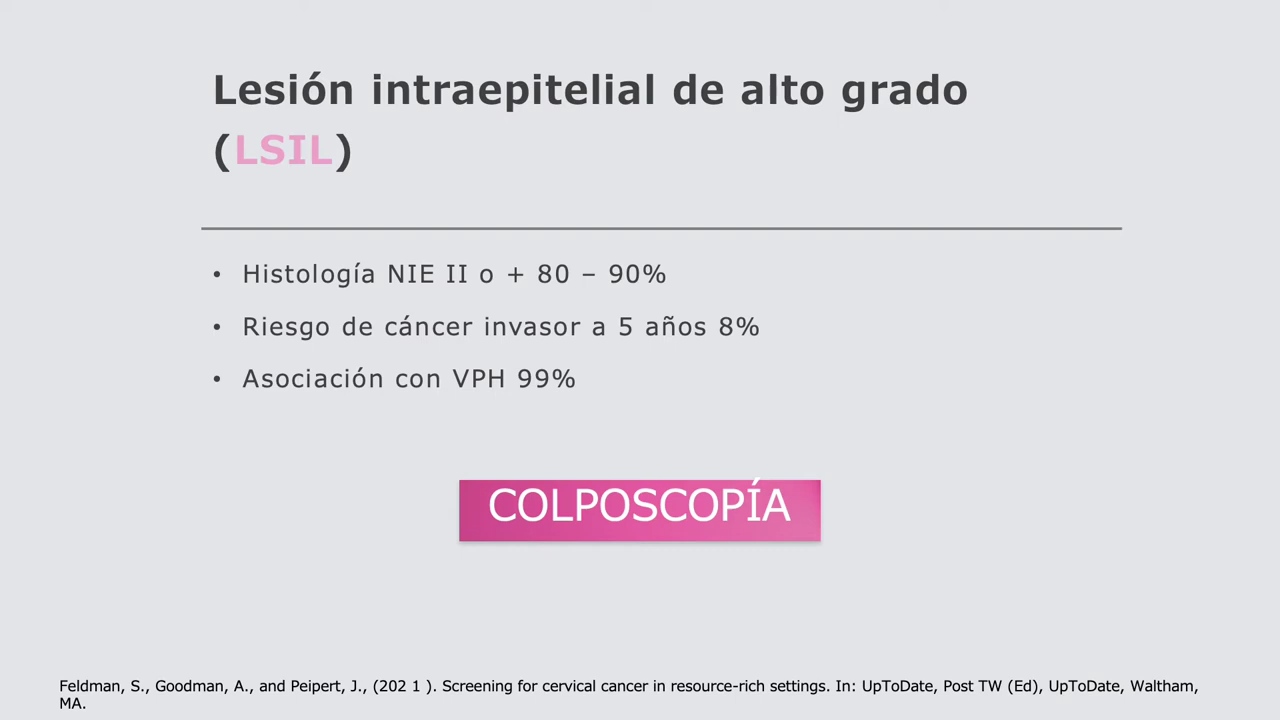 Lesión intraepitelial de alto grado
(LSIL)
• Histología NIE II o + 80 – 90%
• Riesgo de cáncer invasor a 5 años 8%
• Asociación con VPH 99%
COLPOSCOPÍA
Feldman, S., Goodman, A., and Peipert, J., (202 1 ). Screening for cervical cancer in resource-rich settings. In: UpToDate, Post TW (Ed), UpToDate, Waltham,
MA.